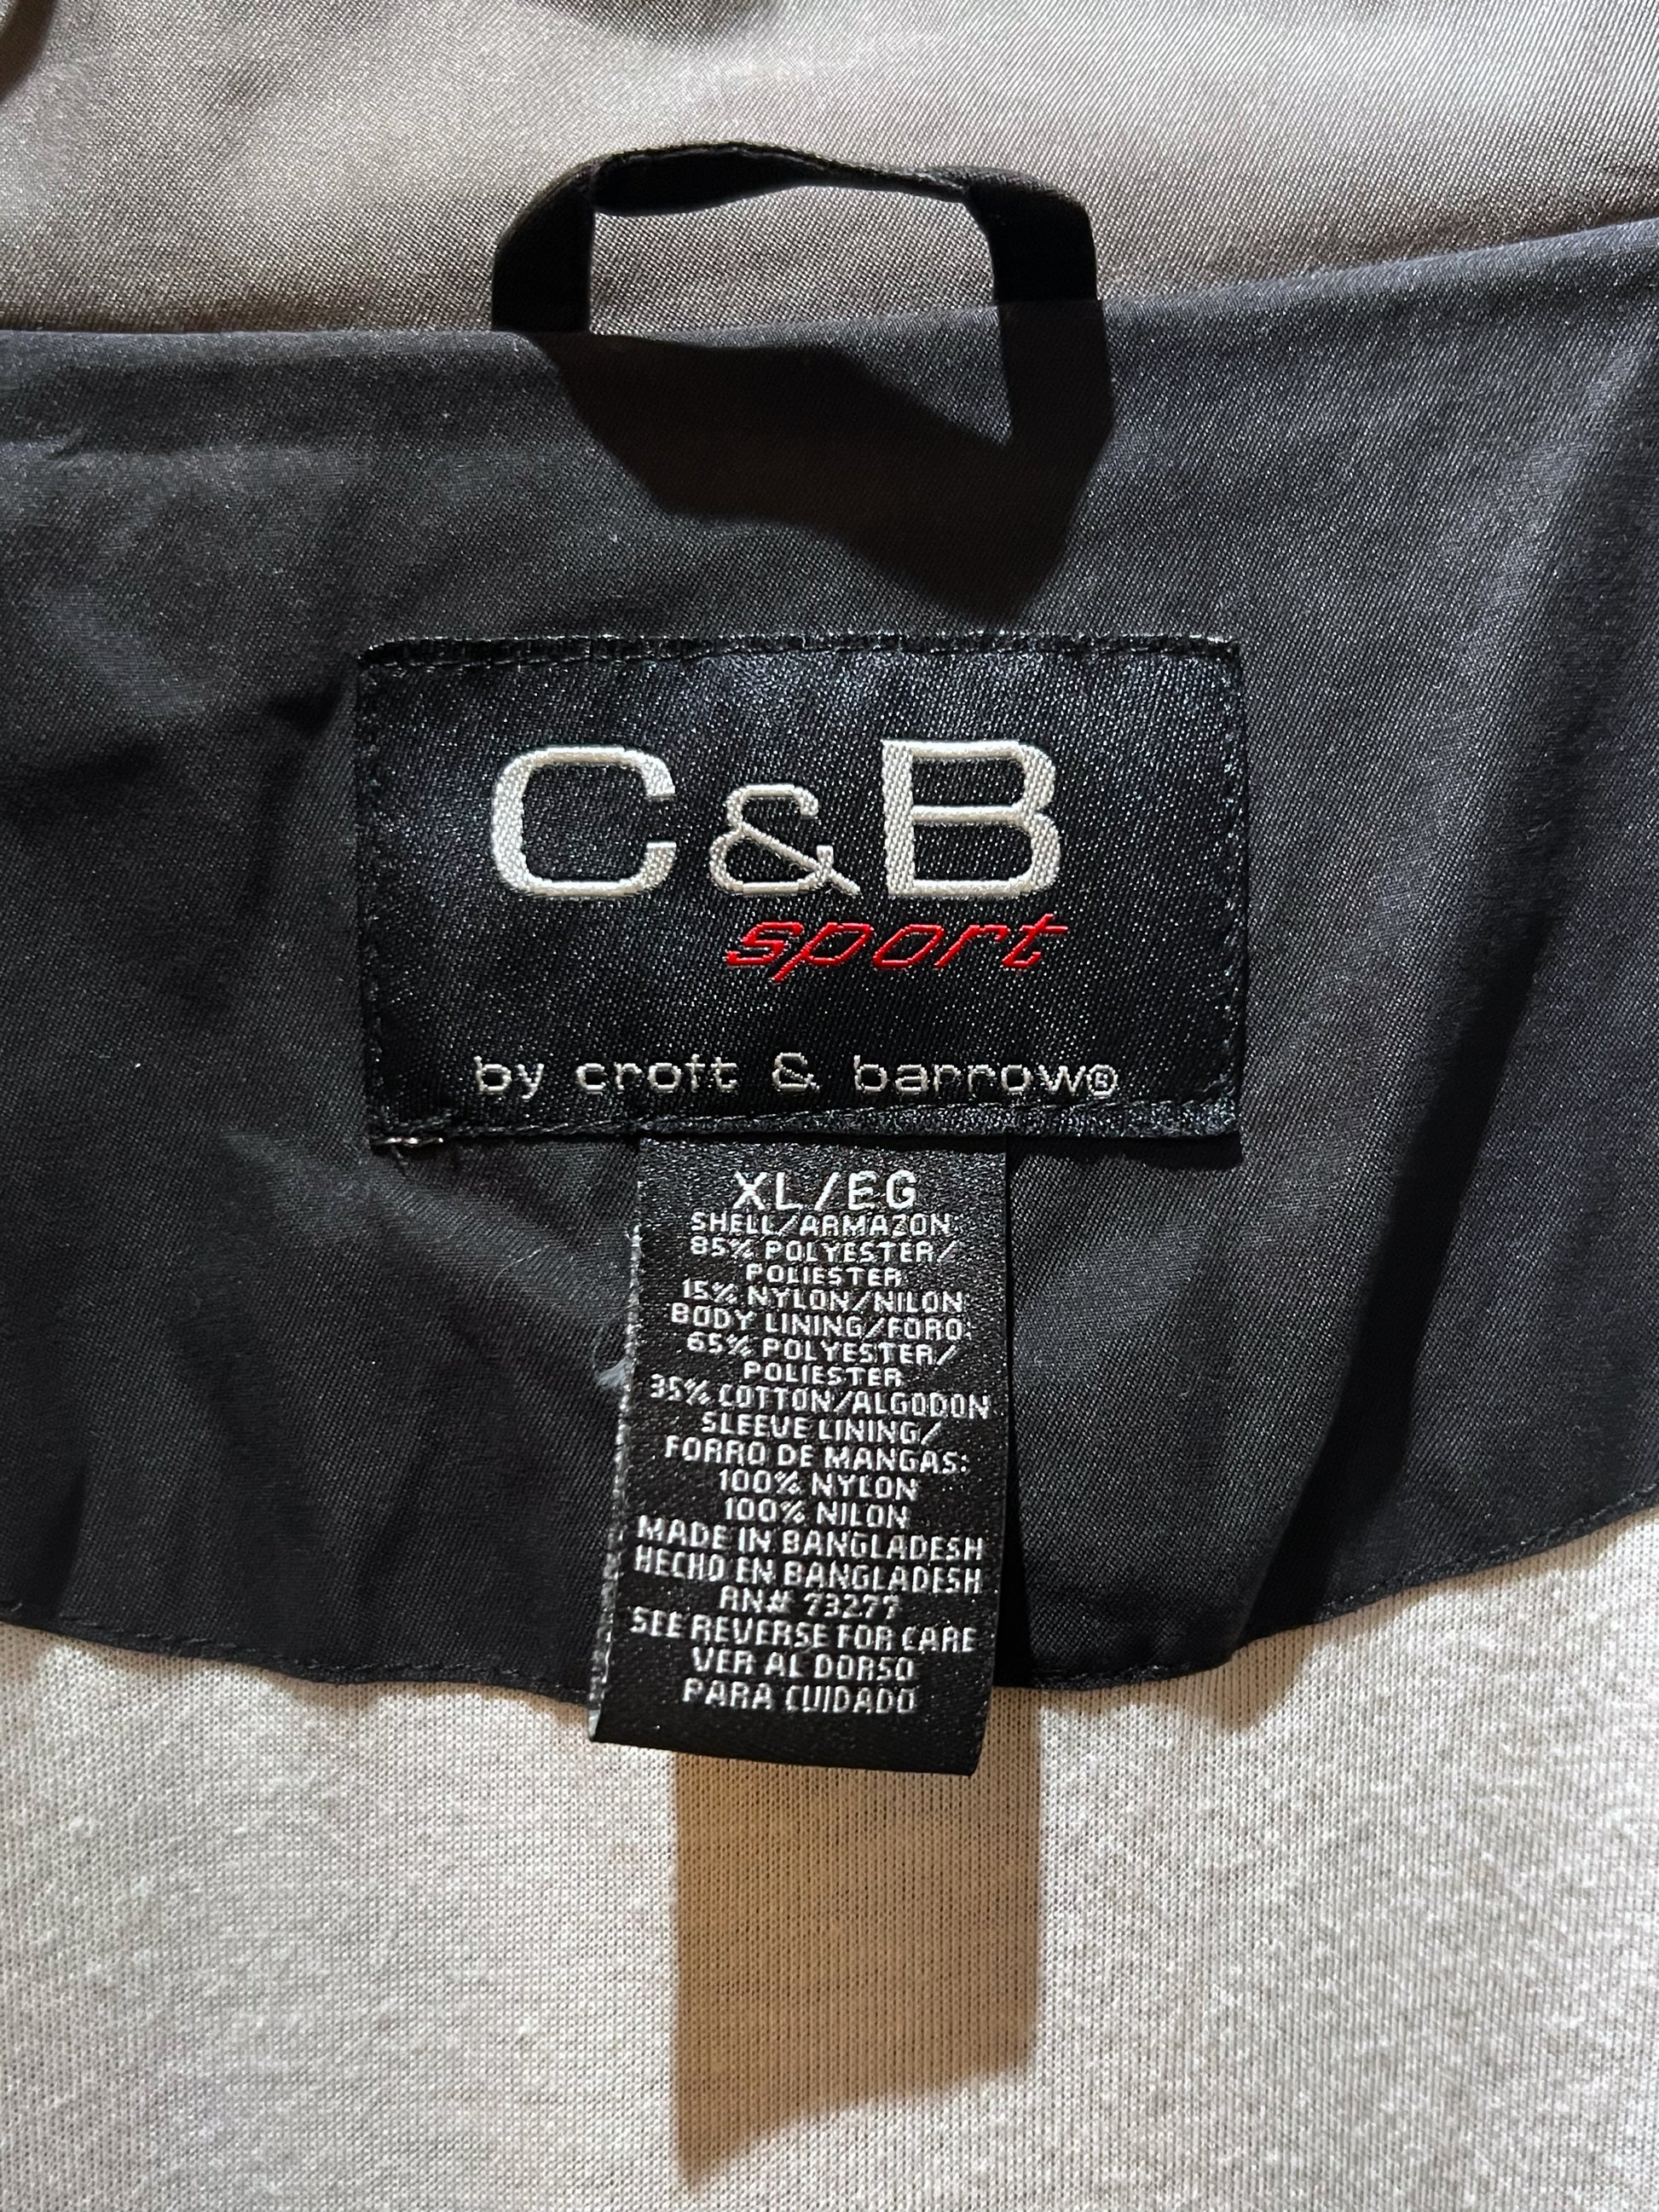 C&B
sport
by croft & barrow®
XL/EG
SHELL/ARMAZON:
85% POLYESTER/
POLIESTER
15% NYLON/NILON
BODY LINING/FORO:
65% POLYESTER/
POLIESTER
35% COTTON/ALGODON
SLEEVE LINING/
FORRO DE MANGAS:
100% NYLON
100% NILON
MADE IN BANGLADESH
HECHO EN BANGLADESH
RN# 73277
SEE REVERSE FOR CARE
VER AL DORSO
PARA CUIDADO